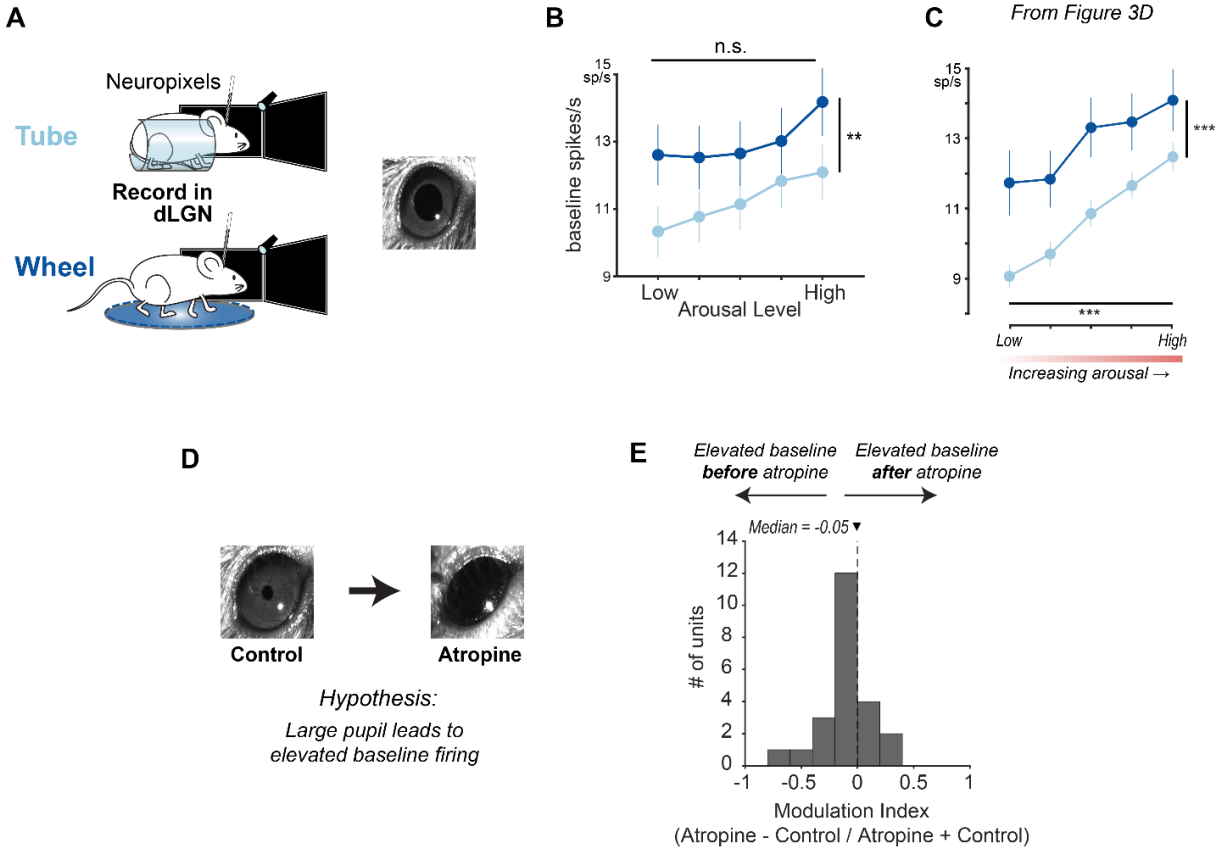 A
Neuropixels
Tube
Record in
dLGN
Wheel
B
n.s.
15
sp/s
13
11
9
baseline spikes/s
**
Low
High
Arousal Level
C
From Figure 3D
15
sp/s
13
11
9
***
***
Low
High
Increasing arousal →
D
Control
Atropine
Hypothesis:
Large pupil leads to
elevated baseline firing
E
Elevated baseline
before atropine
Elevated baseline
after atropine
Median = -0.05
14
12
10
8
6
4
2
0
# of units
-1
-0.5
0
0.5
1
Modulation Index
(Atropine - Control / Atropine + Control)